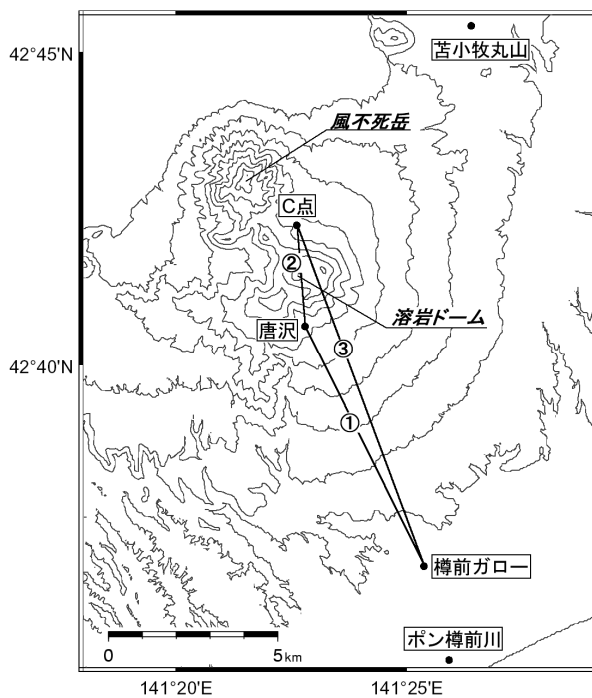 42°45'N
苫小牧丸山
風不死岳
C点
②
溶岩ドーム
唐沢
③
42°40'N
①
樽前ガロー
ポン樽前川
0 5km
141°20'E 141°25'E